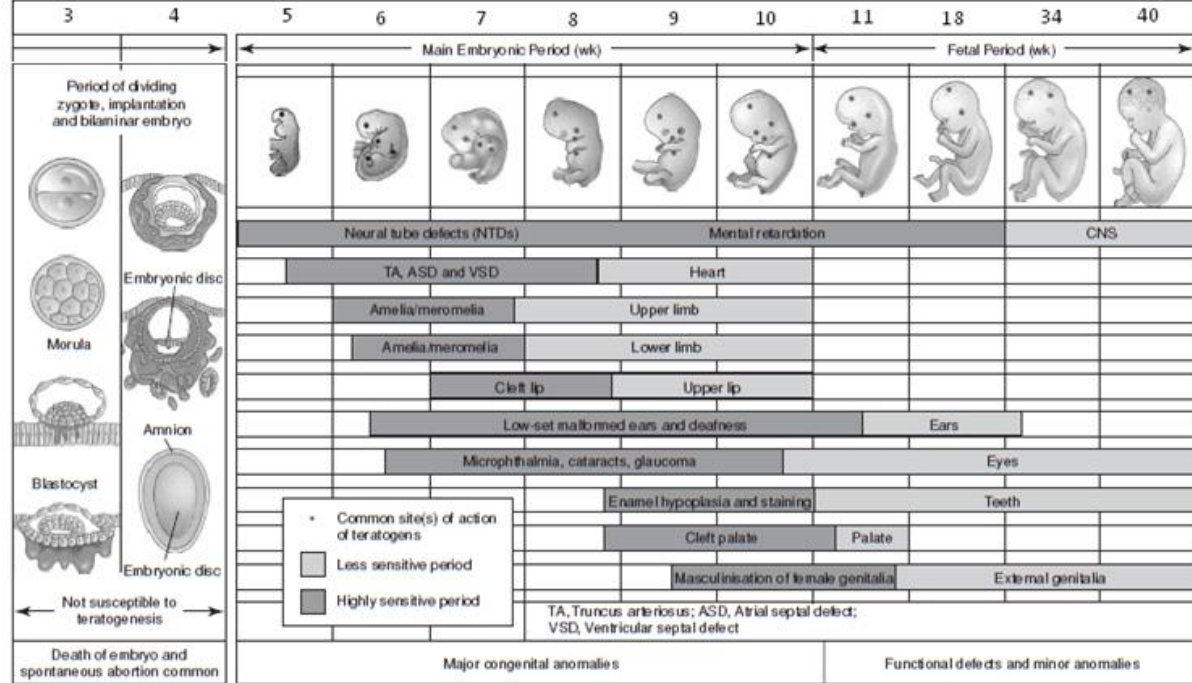 3 4 5 6 7 8 9 10 11 18 34 40
Main Embryonic Period (wk) Fetal Period (wk)
Period of dividing
zygote, implantation
and bilaminar embryo
Morula
Blastocyst
Not susceptible to
teratogenesis
Death of embryo and
spontaneous abortion common
Embryonic disc
Amnion
Embryonic disc
Neural tube defects (NTDs) Mental retardation CNS
TA, ASD and VSD Heart
Amelia/meromelia Upper limb
Amelia/meromelia Lower limb
Cleft lip Upper lip
Low-set malformed ears and deafness Ears
Microphthalmia, cataracts, glaucoma Eyes
Enamel hypoplasia and staining Teeth
Cleft palate Palate
Masculinisation of female genitalia External genitalia
• Common site(s) of action
of teratogens
Less sensitive period
Highly sensitive period
TA, Truncus arteriosus; ASD, Atrial septal defect;
VSD, Ventricular septal defect
Major congenital anomalies Functional defects and minor anomalies